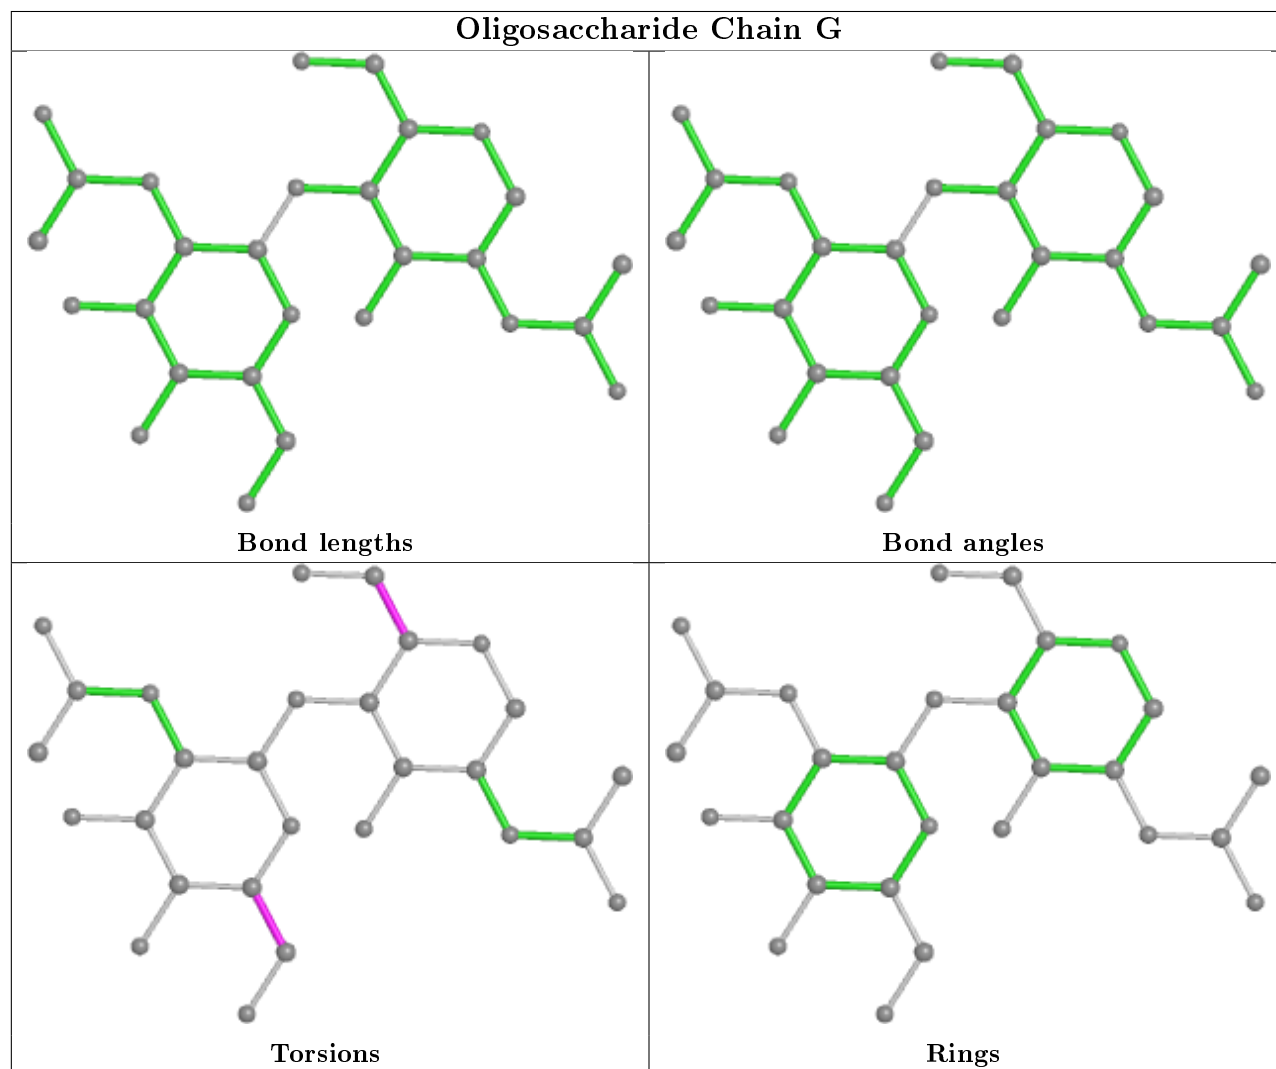 Oligosaccharide Chain G
Bond lengths
Bond angles
Torsions
Rings